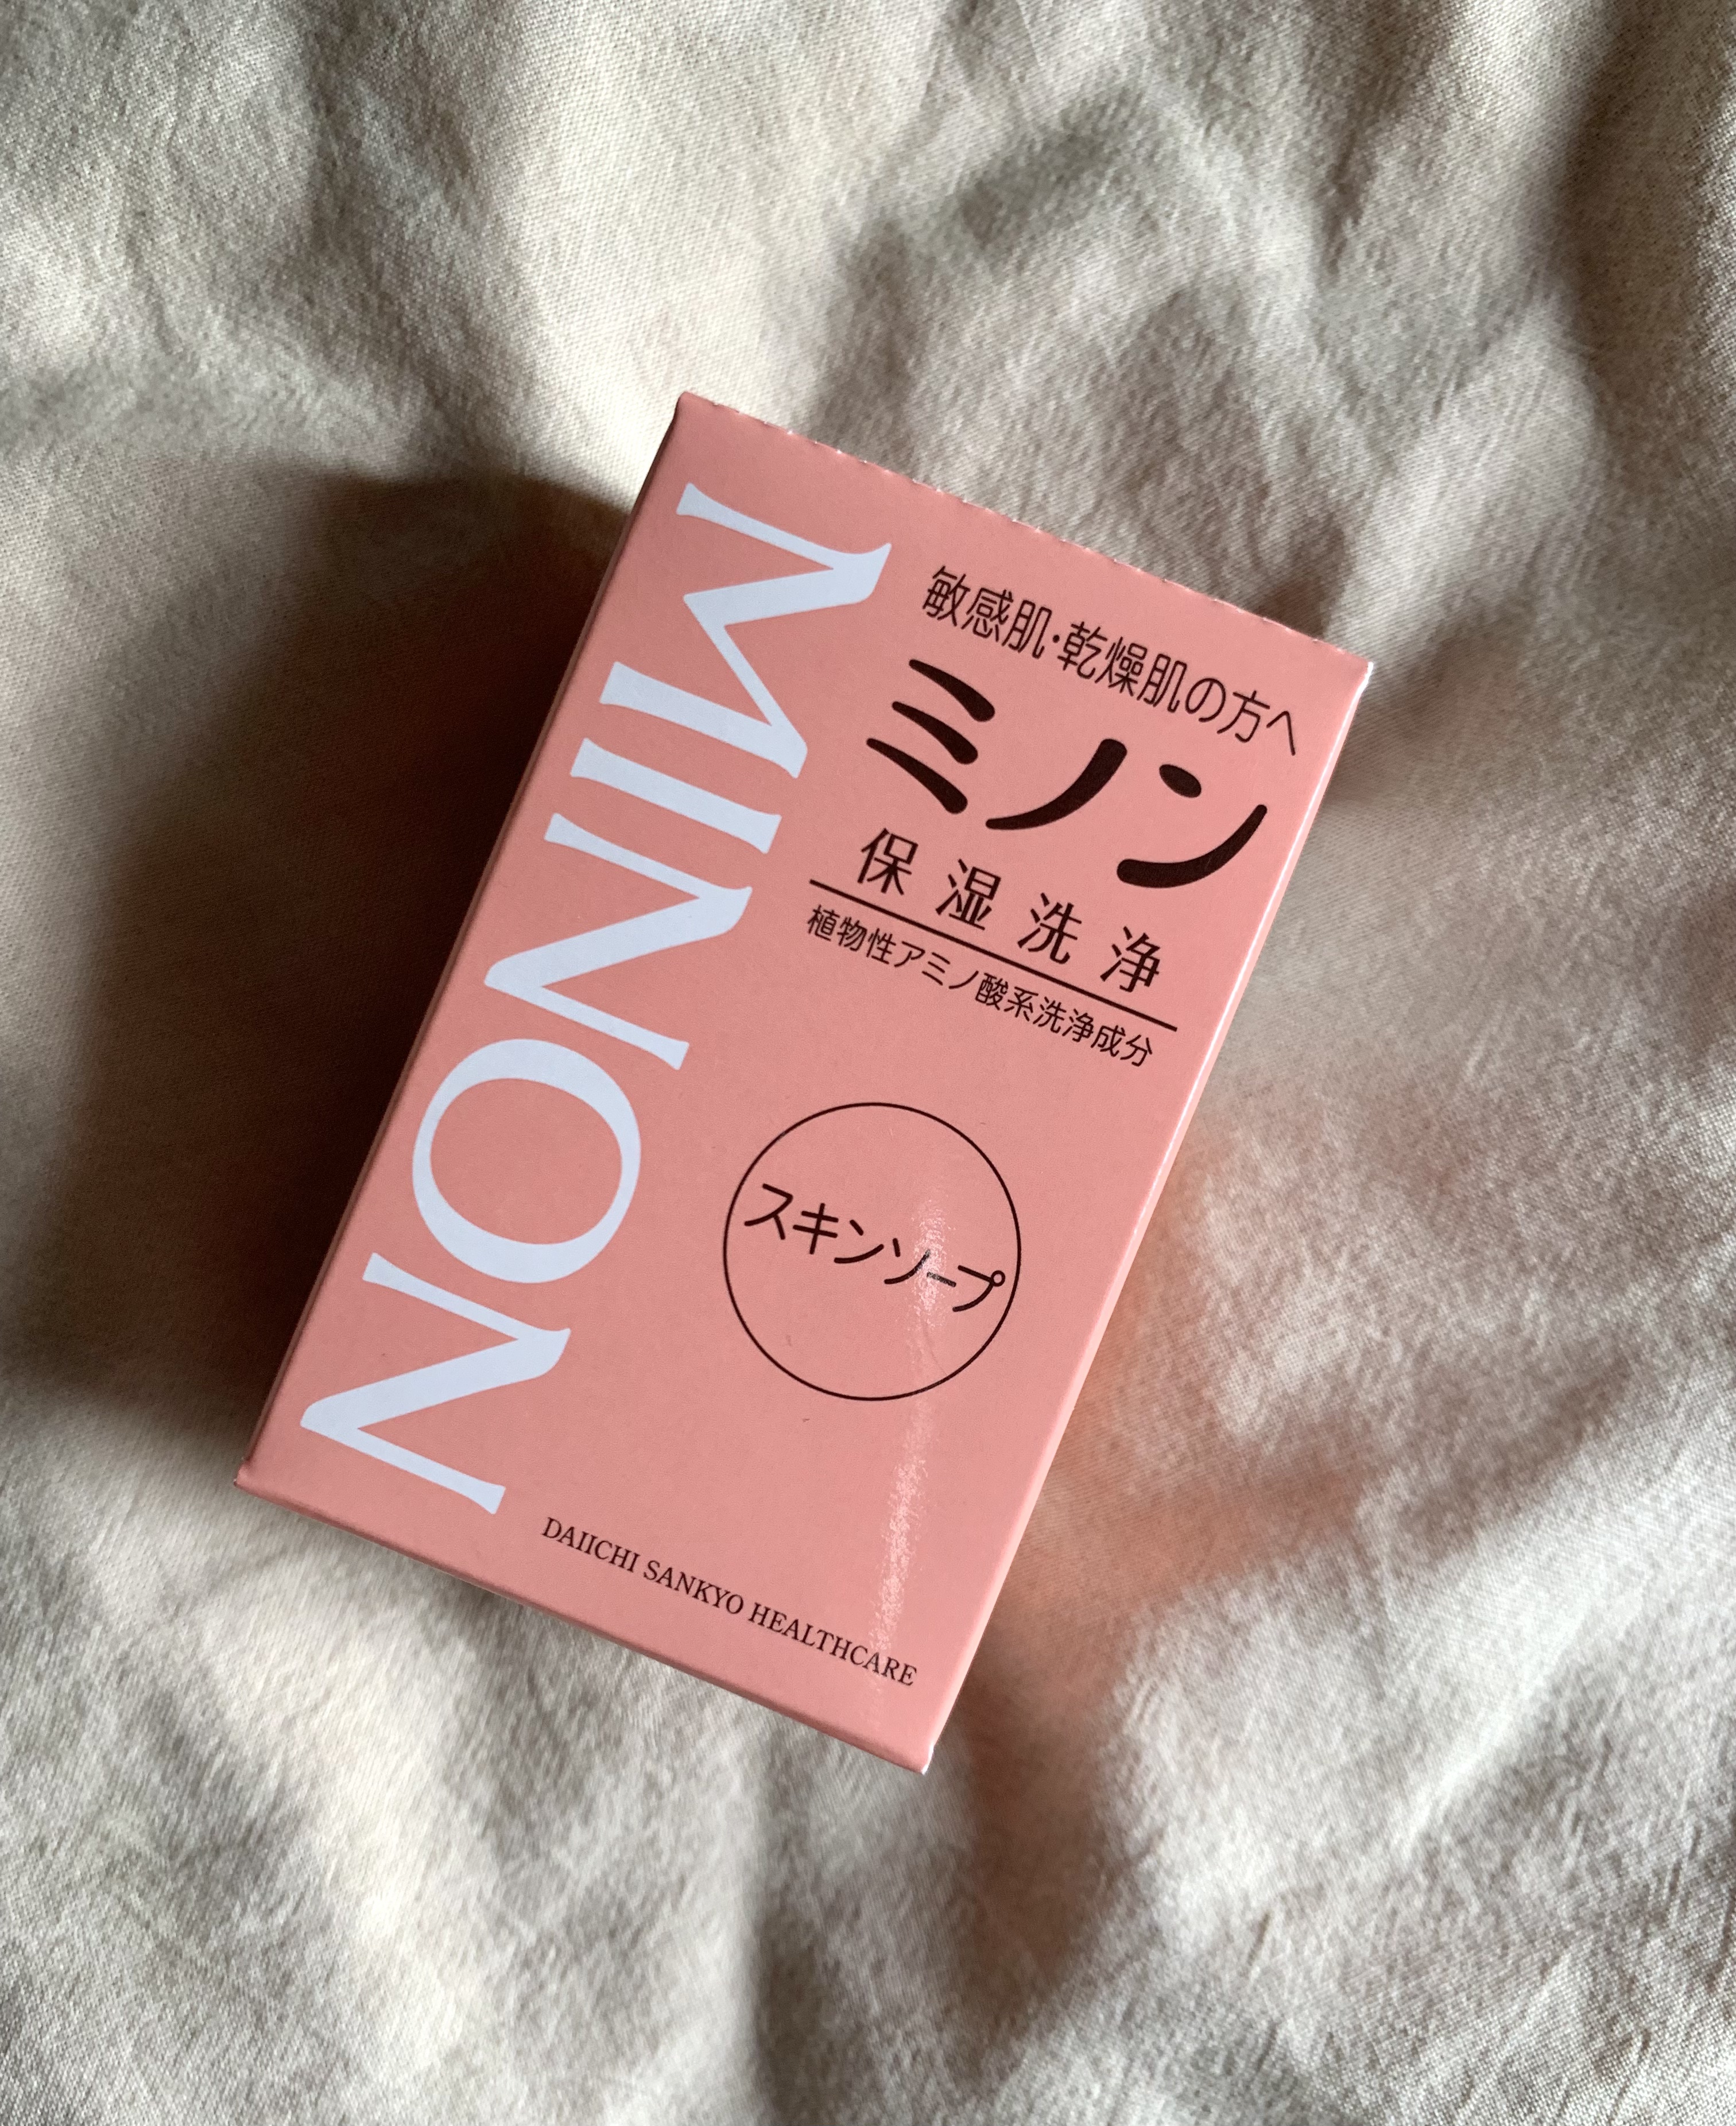 MINON
敏感肌・乾燥肌の方へ
ミノン
保湿洗浄
植物性アミノ酸系洗浄成分
スキンソープ
DAIICHI SANKYO HEALTHCARE